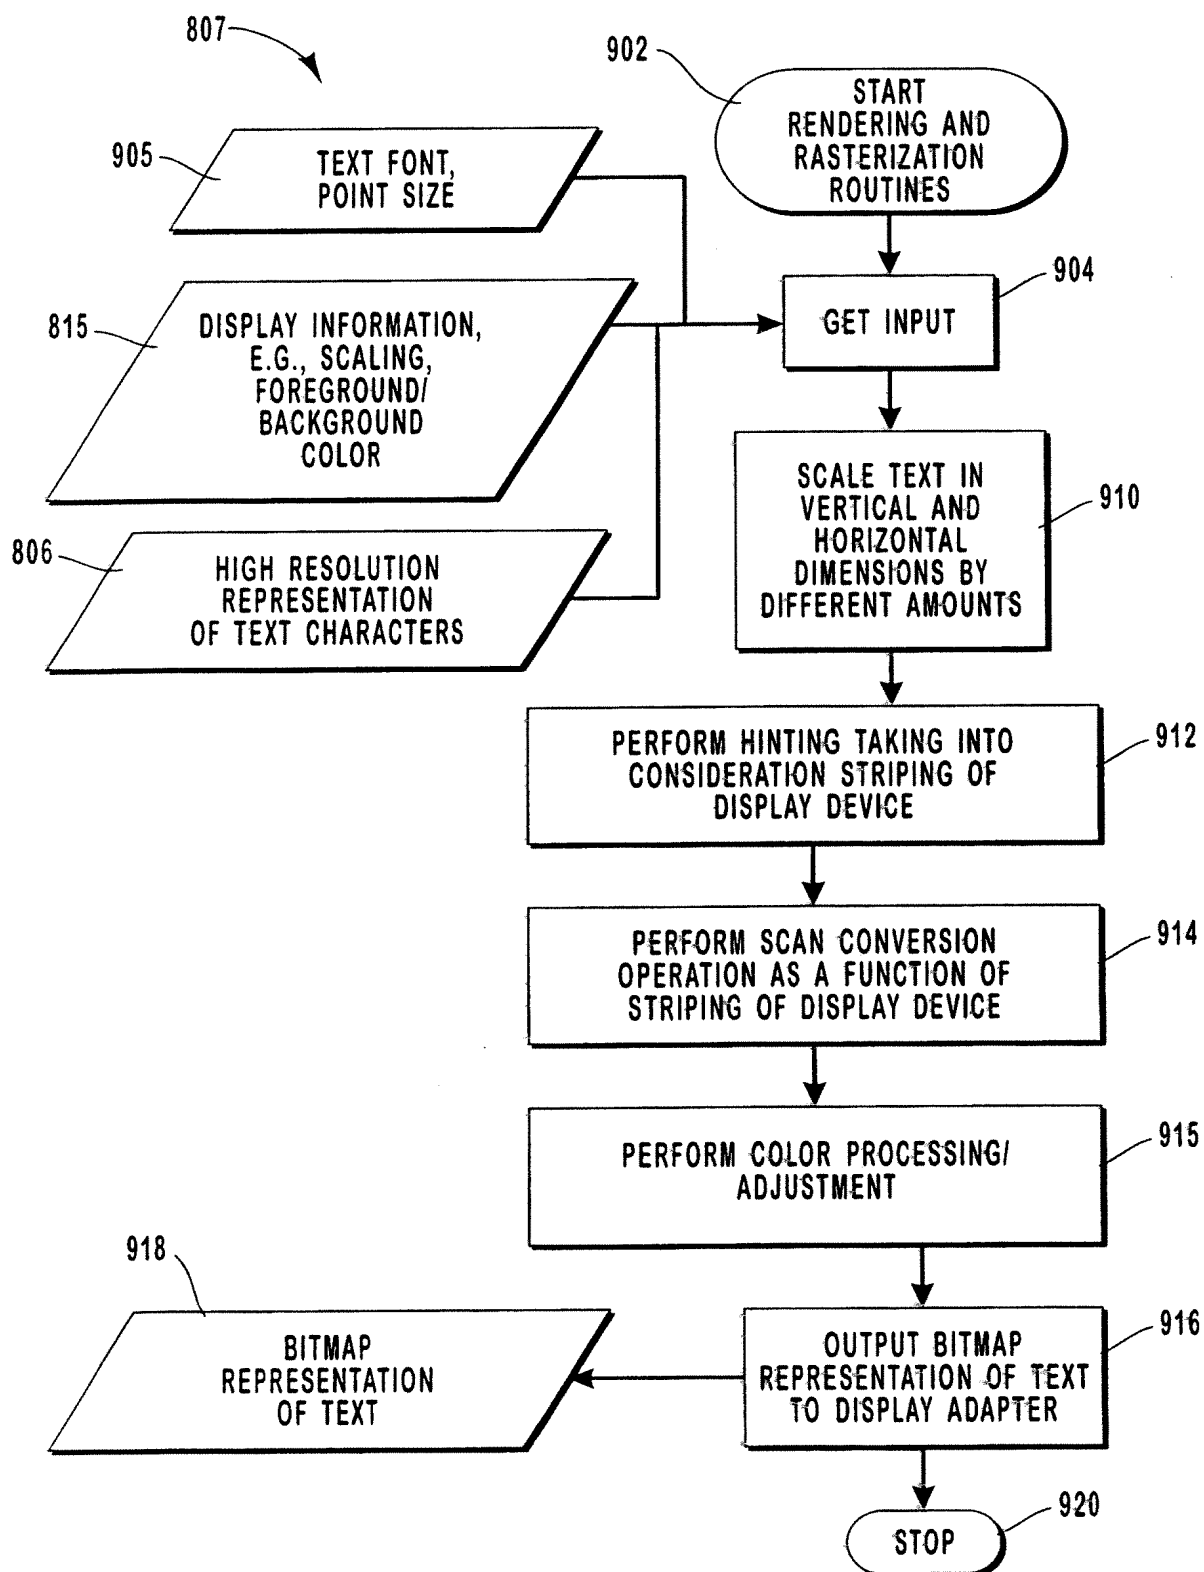 807
902
START
RENDERING AND
RASTERIZATION
ROUTINES
905
TEXT FONT,
POINT SIZE
904
GET INPUT
815
DISPLAY INFORMATION,
E.G., SCALING,
FOREGROUND/
BACKGROUND
COLOR
910
SCALE TEXT IN
VERTICAL AND
HORIZONTAL
DIMENSIONS BY
DIFFERENT AMOUNTS
806
HIGH RESOLUTION
REPRESENTATION
OF TEXT CHARACTERS
912
PERFORM HINTING TAKING INTO
CONSIDERATION STRIPING OF
DISPLAY DEVICE
914
PERFORM SCAN CONVERSION
OPERATION AS A FUNCTION OF
STRIPING OF DISPLAY DEVICE
915
PERFORM COLOR PROCESSING/
ADJUSTMENT
918
BITMAP
REPRESENTATION
OF TEXT
916
OUTPUT BITMAP
REPRESENTATION OF TEXT
TO DISPLAY ADAPTER
920
STOP